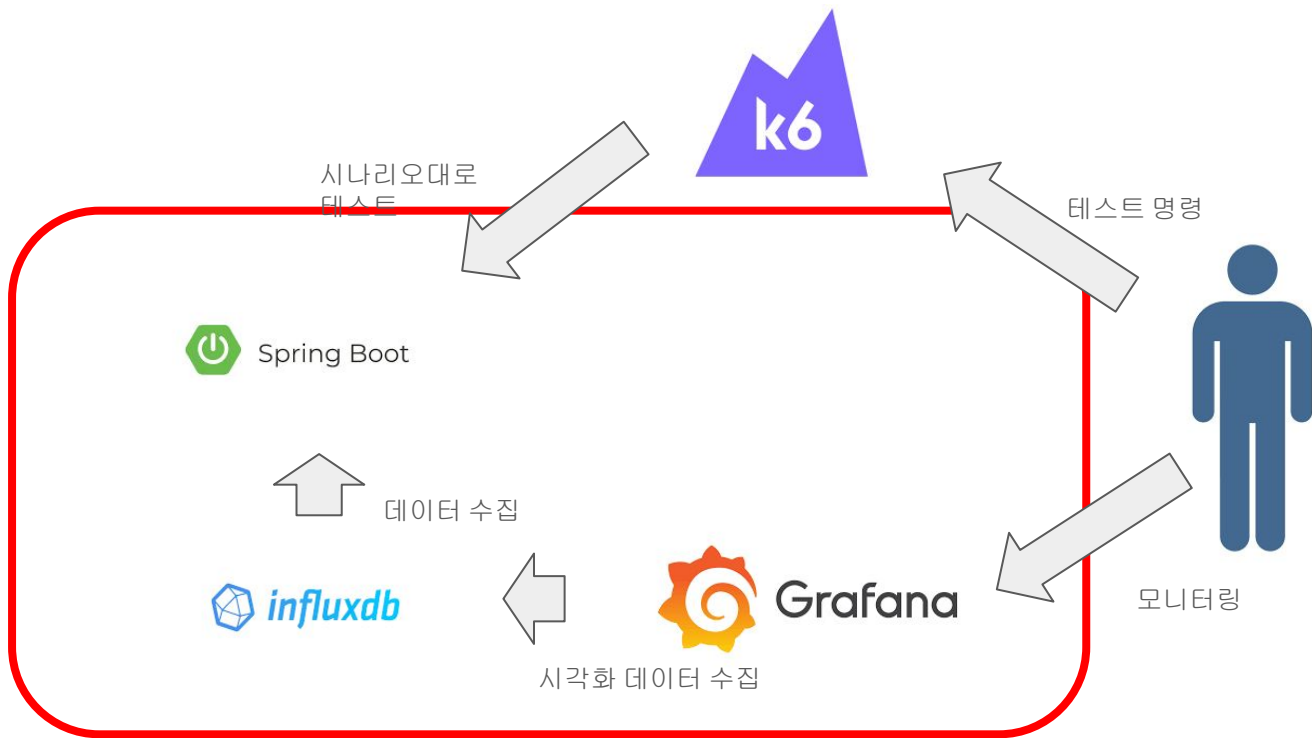 k6
시나리오대로
테스트
테스트 명령
Spring Boot
데이터 수집
influxdb
Grafana
모니터링
시각화 데이터 수집